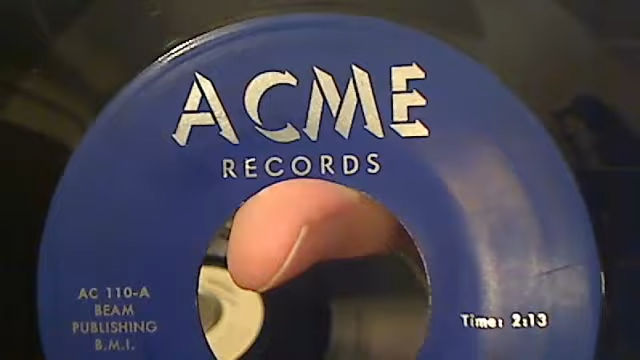 ACME
RECORDS
AC 110-A
BEAM
PUBLISHING
B.M.I.
Time: 2:13